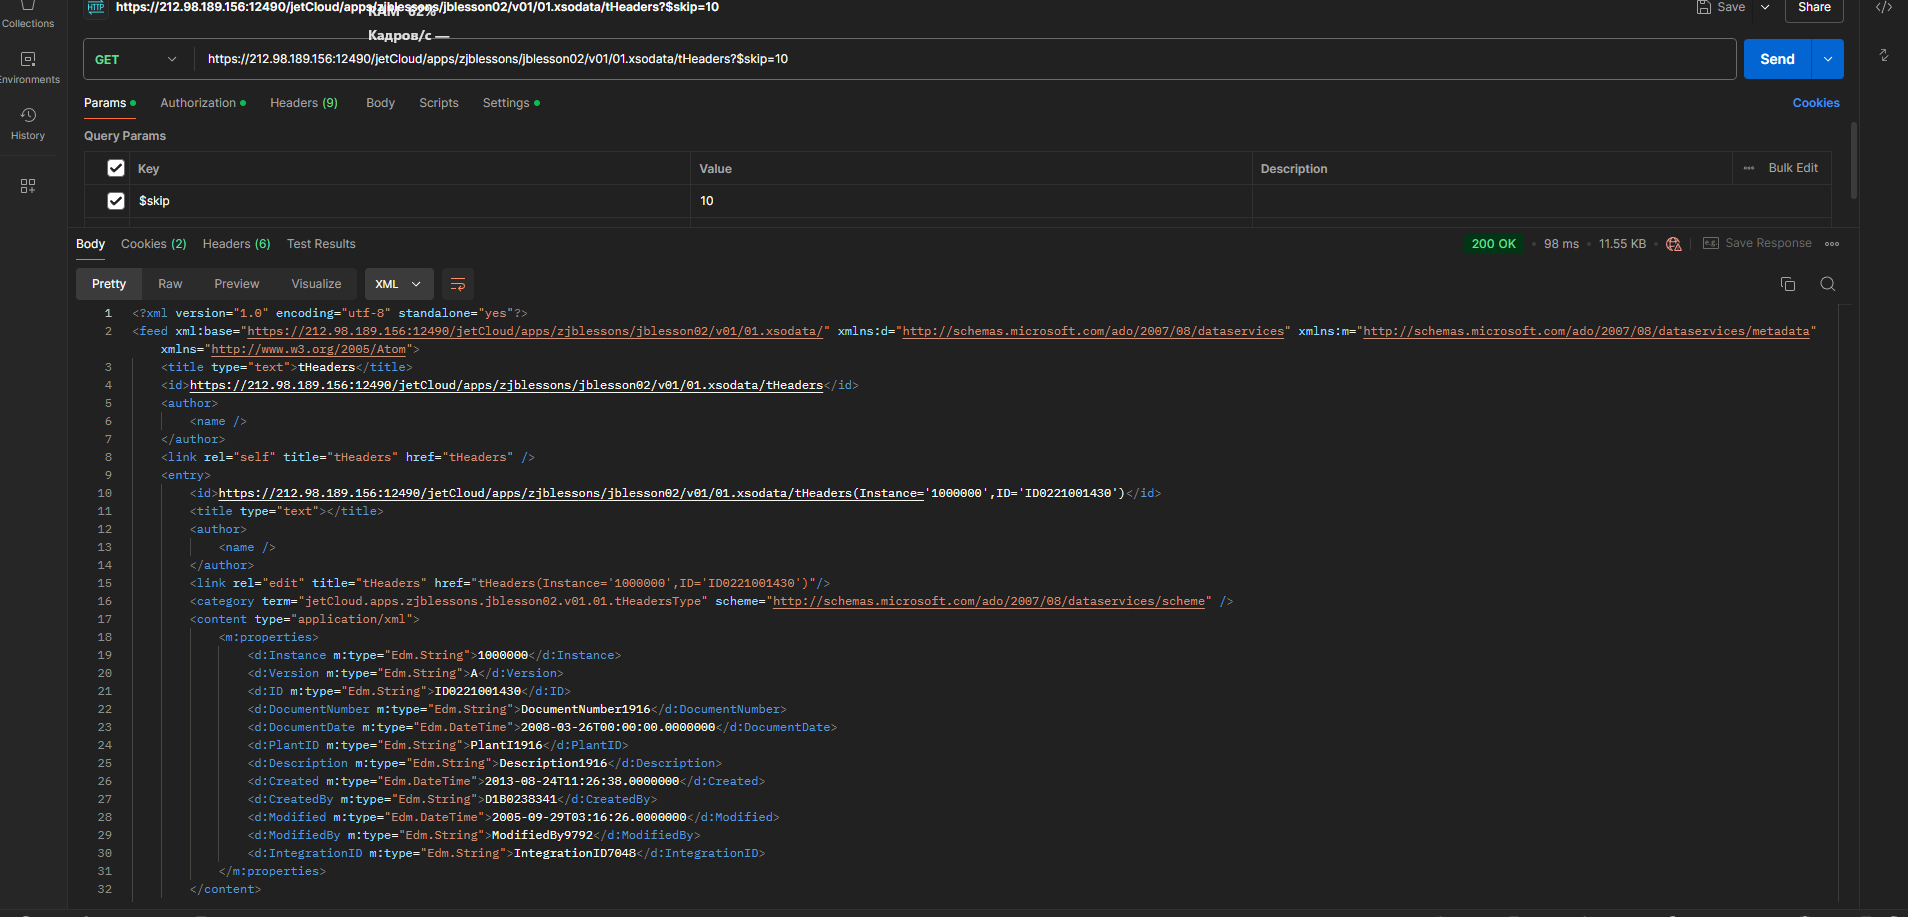 https://212.98.189.156:12490/jetCloud/apps/zjblessons/jblesson02/v01/01.xsodata/tHeaders?$skip=10
Save
Share
Collections
RAM 62%
Кадров/с —
GET
https://212.98.189.156:12490/jetCloud/apps/zjblessons/jblesson02/v01/01.xsodata/tHeaders?$skip=10
Send
Environments
Params
Authorization
Headers (9)
Body
Scripts
Settings
Cookies
History
Query Params
Key
Value
Description
Bulk Edit
$skip
10
Body
Cookies (2)
Headers (6)
Test Results
200 OK
98 ms
11.55 KB
e.g.
Save Response
Pretty
Raw
Preview
Visualize
XML
1 <?xml version="1.0" encoding="utf-8" standalone="yes"?>
2 <feed xml:base="https://212.98.189.156:12490/jetCloud/apps/zjblessons/jblesson02/v01/01.xsodata/" xmlns:d="http://schemas.microsoft.com/ado/2007/08/dataservices" xmlns:m="http://schemas.microsoft.com/ado/2007/08/dataservices/metadata"
xmlns="http://www.w3.org/2005/Atom">
3 <title type="text">tHeaders</title>
4 <id>https://212.98.189.156:12490/jetCloud/apps/zjblessons/jblesson02/v01/01.xsodata/tHeaders</id>
5 <author>
6 <name />
7 </author>
8 <link rel="self" title="tHeaders" href="tHeaders" />
9 <entry>
10 <id>https://212.98.189.156:12490/jetCloud/apps/zjblessons/jblesson02/v01/01.xsodata/tHeaders(Instance='1000000',ID='ID0221001430')</id>
11 <title type="text"></title>
12 <author>
13 <name />
14 </author>
15 <link rel="edit" title="tHeaders" href="tHeaders(Instance='1000000',ID='ID0221001430')"/>
16 <category term="jetCloud.apps.zjblessons.jblesson02.v01.01.tHeadersType" scheme="http://schemas.microsoft.com/ado/2007/08/dataservices/scheme" />
17 <content type="application/xml">
18 <m:properties>
19 <d:Instance m:type="Edm.String">1000000</d:Instance>
20 <d:Version m:type="Edm.String">A</d:Version>
21 <d:ID m:type="Edm.String">ID0221001430</d:ID>
22 <d:DocumentNumber m:type="Edm.String">DocumentNumber1916</d:DocumentNumber>
23 <d:DocumentDate m:type="Edm.DateTime">2008-03-26T00:00:00.0000000</d:DocumentDate>
24 <d:PlantID m:type="Edm.String">PlantI1916</d:PlantID>
25 <d:Description m:type="Edm.String">Description1916</d:Description>
26 <d:Created m:type="Edm.DateTime">2013-08-24T11:26:38.0000000</d:Created>
27 <d:CreatedBy m:type="Edm.String">D1B0238341</d:CreatedBy>
28 <d:Modified m:type="Edm.DateTime">2005-09-29T03:16:26.0000000</d:Modified>
29 <d:ModifiedBy m:type="Edm.String">ModifiedBy9792</d:ModifiedBy>
30 <d:IntegrationID m:type="Edm.String">IntegrationID7048</d:IntegrationID>
31 </m:properties>
32 </content>